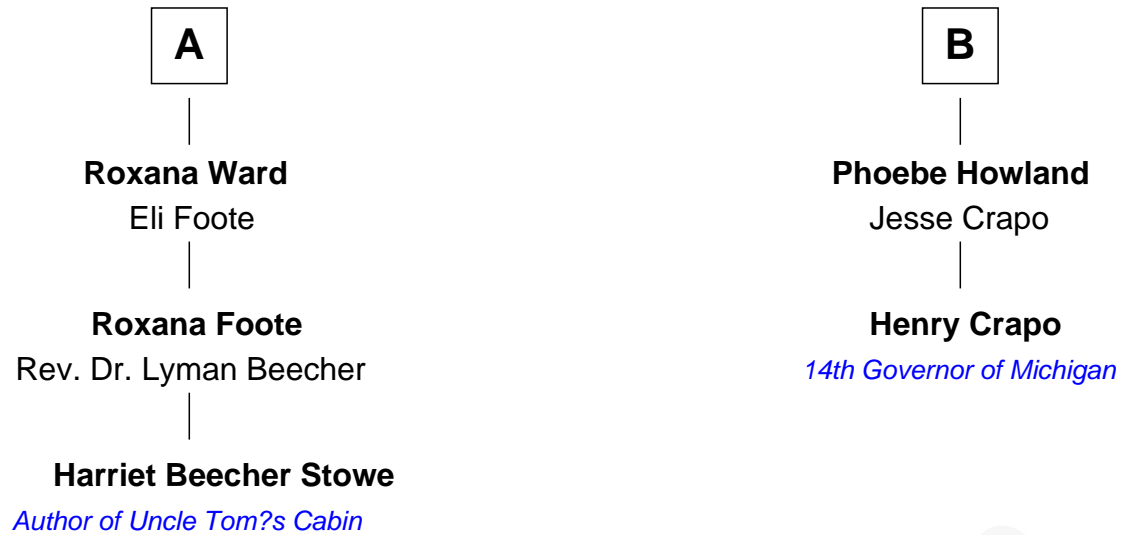 A
Roxana Ward
Eli Foote
Roxana Foote
Rev. Dr. Lyman Beecher
Harriet Beecher Stowe
Author of Uncle Tom?s Cabin
B
Phoebe Howland
Jesse Crapo
Henry Crapo
14th Governor of Michigan